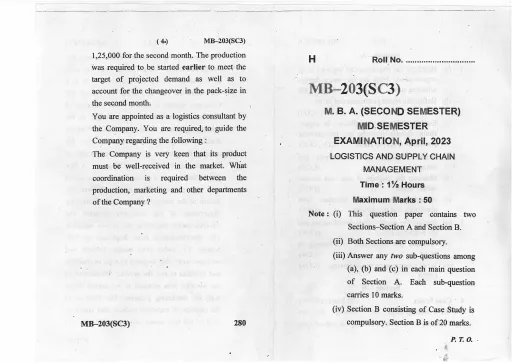 ( 6 ) MB–203(SC3)
1,25,000 for the second month. The production
was required to be started earlier to meet the
target of projected demand as well as to
account for the changeover in the pack-size in
the second month.
You are appointed as a logistics consultant by
the Company. You are required, to guide the
Company regarding the following :
The Company is very keen that its product
must be well-received in the market. What
coordination is required between the
production, marketing and other departments
of the Company ?
MB–203(SC3) 280
H Roll No. ..............................
MB–203(SC3)
M. B. A. (SECOND SEMESTER)
MID SEMESTER
EXAMINATION, April, 2023
LOGISTICS AND SUPPLY CHAIN
MANAGEMENT
Time : 1½ Hours
Maximum Marks : 50
Note : (i) This question paper contains two
Sections–Section A and Section B.
(ii) Both Sections are compulsory.
(iii) Answer any two sub-questions among
(a), (b) and (c) in each main question
of Section A. Each sub-question
carries 10 marks.
(iv) Section B consisting of Case Study is
compulsory. Section B is of 20 marks.
P. T. O.